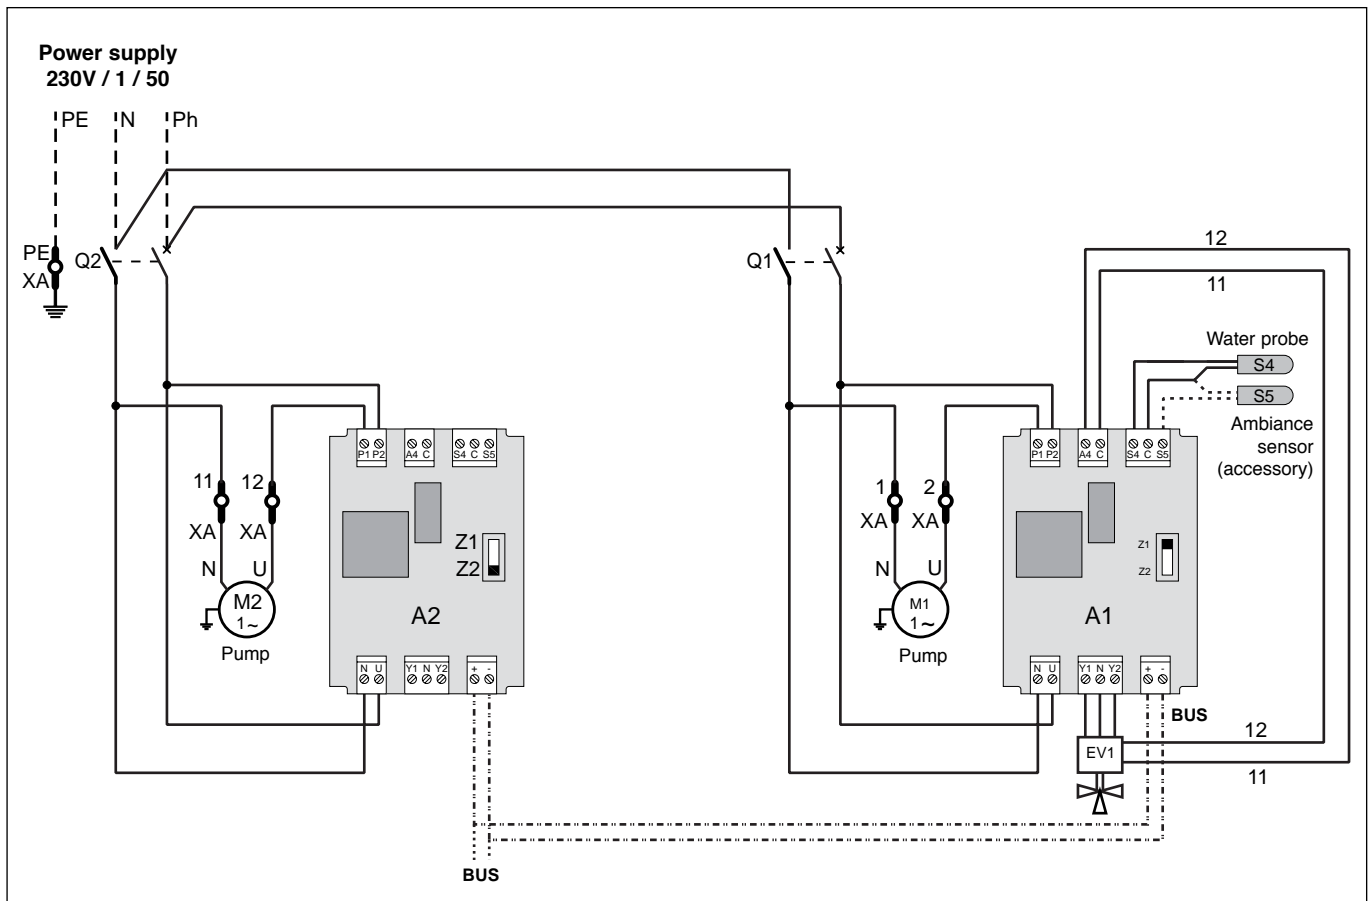 Power supply
230V / 1 / 50
PE N Ph
PE
XA
Q2
Q1
12
11
Water probe
S4
S5
Ambiance
sensor
(accessory)
P1 P2 A4 C S4 C S5
P1 P2 A4 C S4 C S5
11 12
XA XA
N U
M2
1~
Pump
Z1
Z2
A2
N U Y1 N Y2 + -
1 2
XA XA
N U
M1
1~
Pump
Z1
Z2
A1
N U Y1 N Y2 + -
BUS
EV1
12
11
BUS